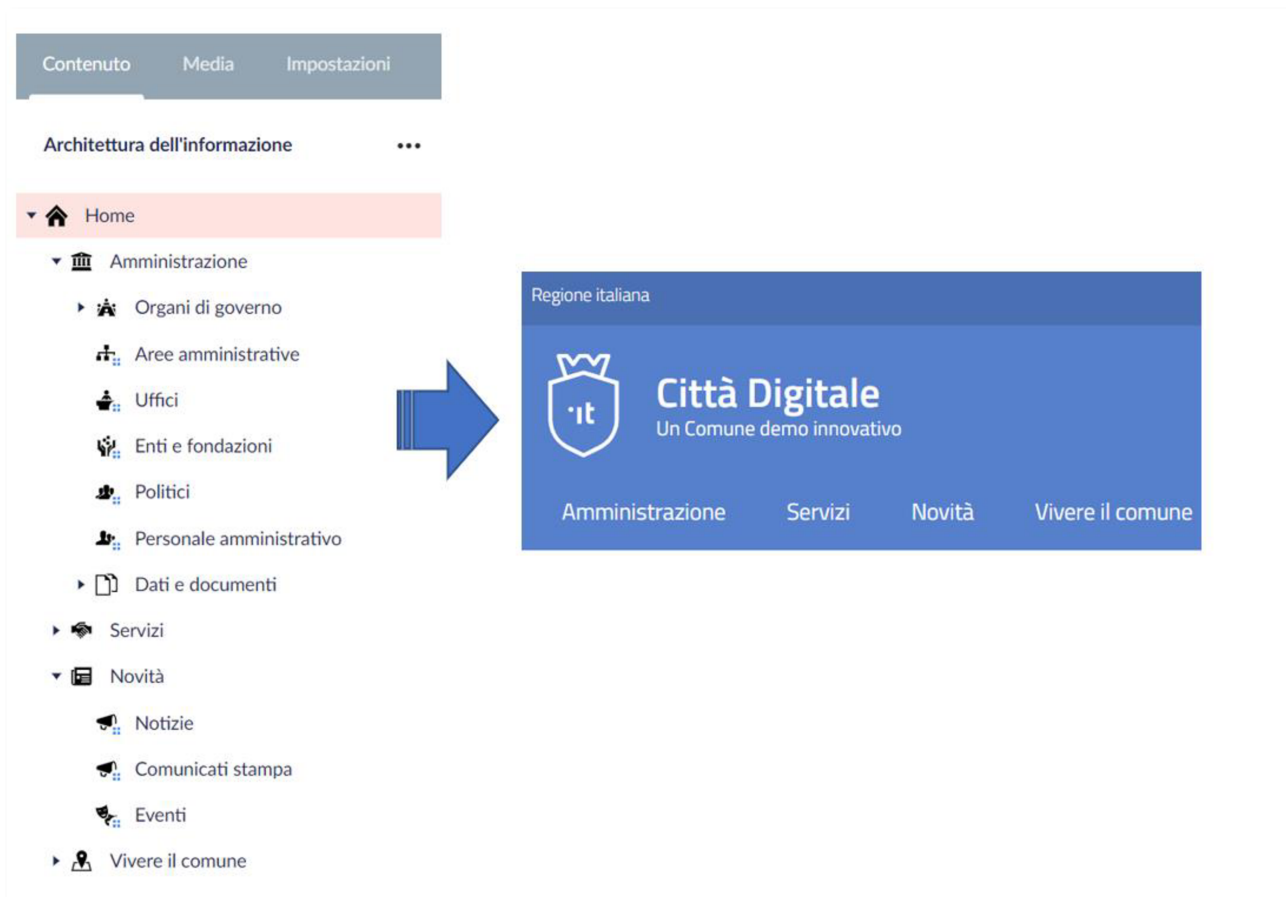 Contenuto Media Impostazioni
Architettura dell'informazione
Home
Amministrazione
Organi di governo
Aree amministrative
Uffici
Enti e fondazioni
Politici
Personale amministrativo
Dati e documenti
Servizi
Novità
Notizie
Comunicati stampa
Eventi
Vivere il comune
Regione italiana
·ıt
Città Digitale
Un Comune demo innovativo
Amministrazione Servizi Novità Vivere il comune